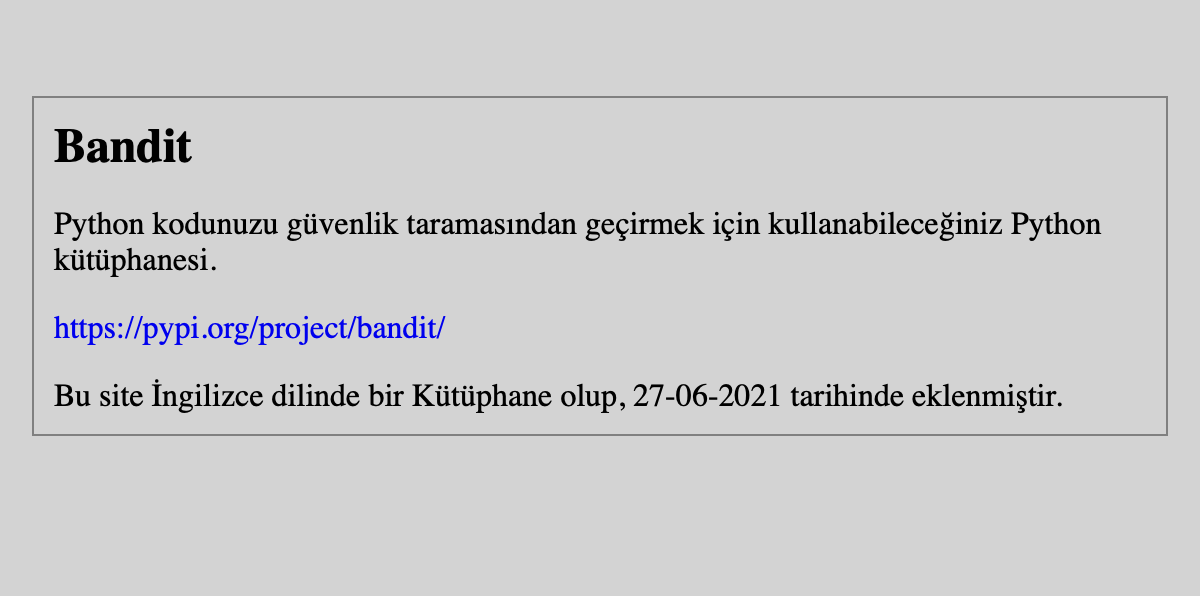 Bandit
Python kodunuzu güvenlik taramasından geçirmek için kullanabileceğiniz Python
kütüphanesi.
https://pypi.org/project/bandit/
Bu site İngilizce dilinde bir Kütüphane olup, 27-06-2021 tarihinde eklenmiştir.